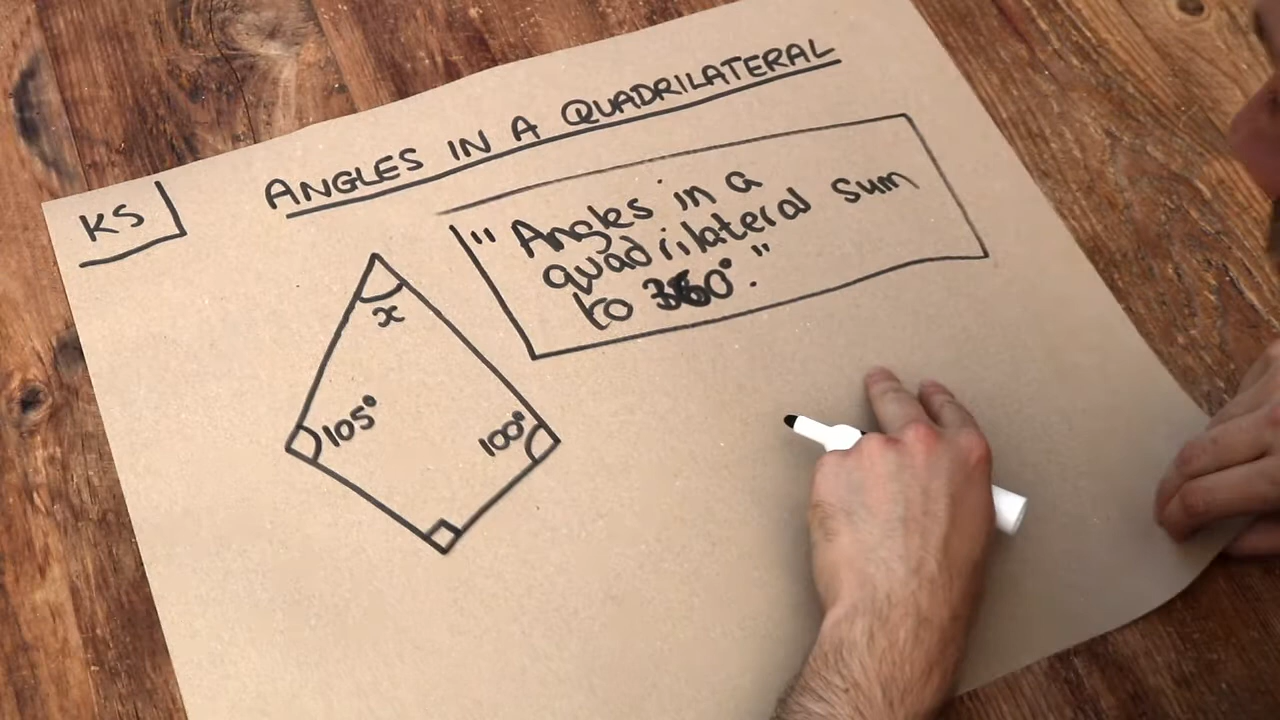 ANGLES IN A QUADRILATERAL
KS
"Angles in a
quadrilateral sum
to 360°."
x
105°
100°